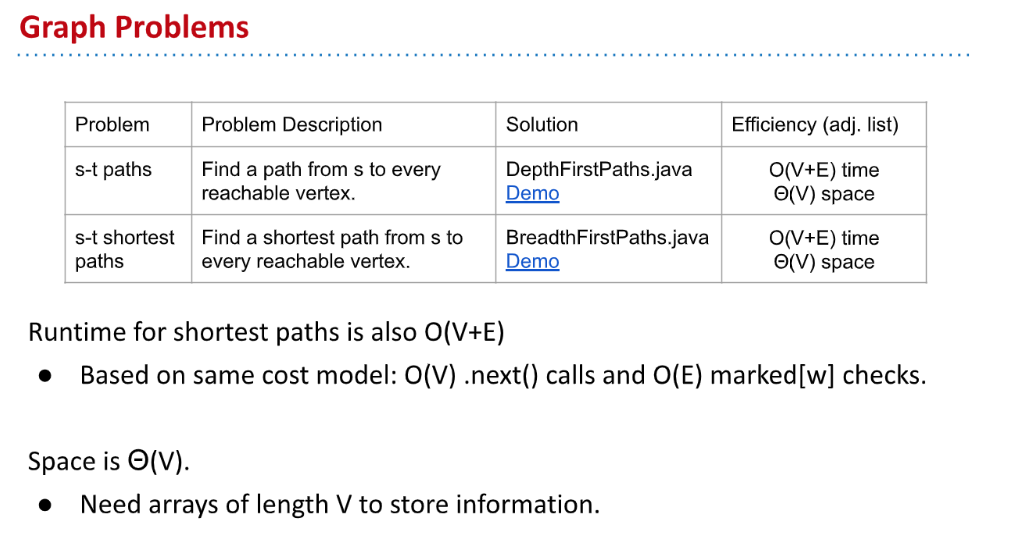 Graph Problems
Problem
Problem Description
Solution
Efficiency (adj. list)
s-t paths
Find a path from s to every
reachable vertex.
DepthFirstPaths.java
Demo
O(V+E) time
Θ(V) space
s-t shortest
paths
Find a shortest path from s to
every reachable vertex.
BreadthFirstPaths.java
Demo
O(V+E) time
Θ(V) space
Runtime for shortest paths is also O(V+E)
● Based on same cost model: O(V) .next() calls and O(E) marked[w] checks.
Space is Θ(V).
● Need arrays of length V to store information.